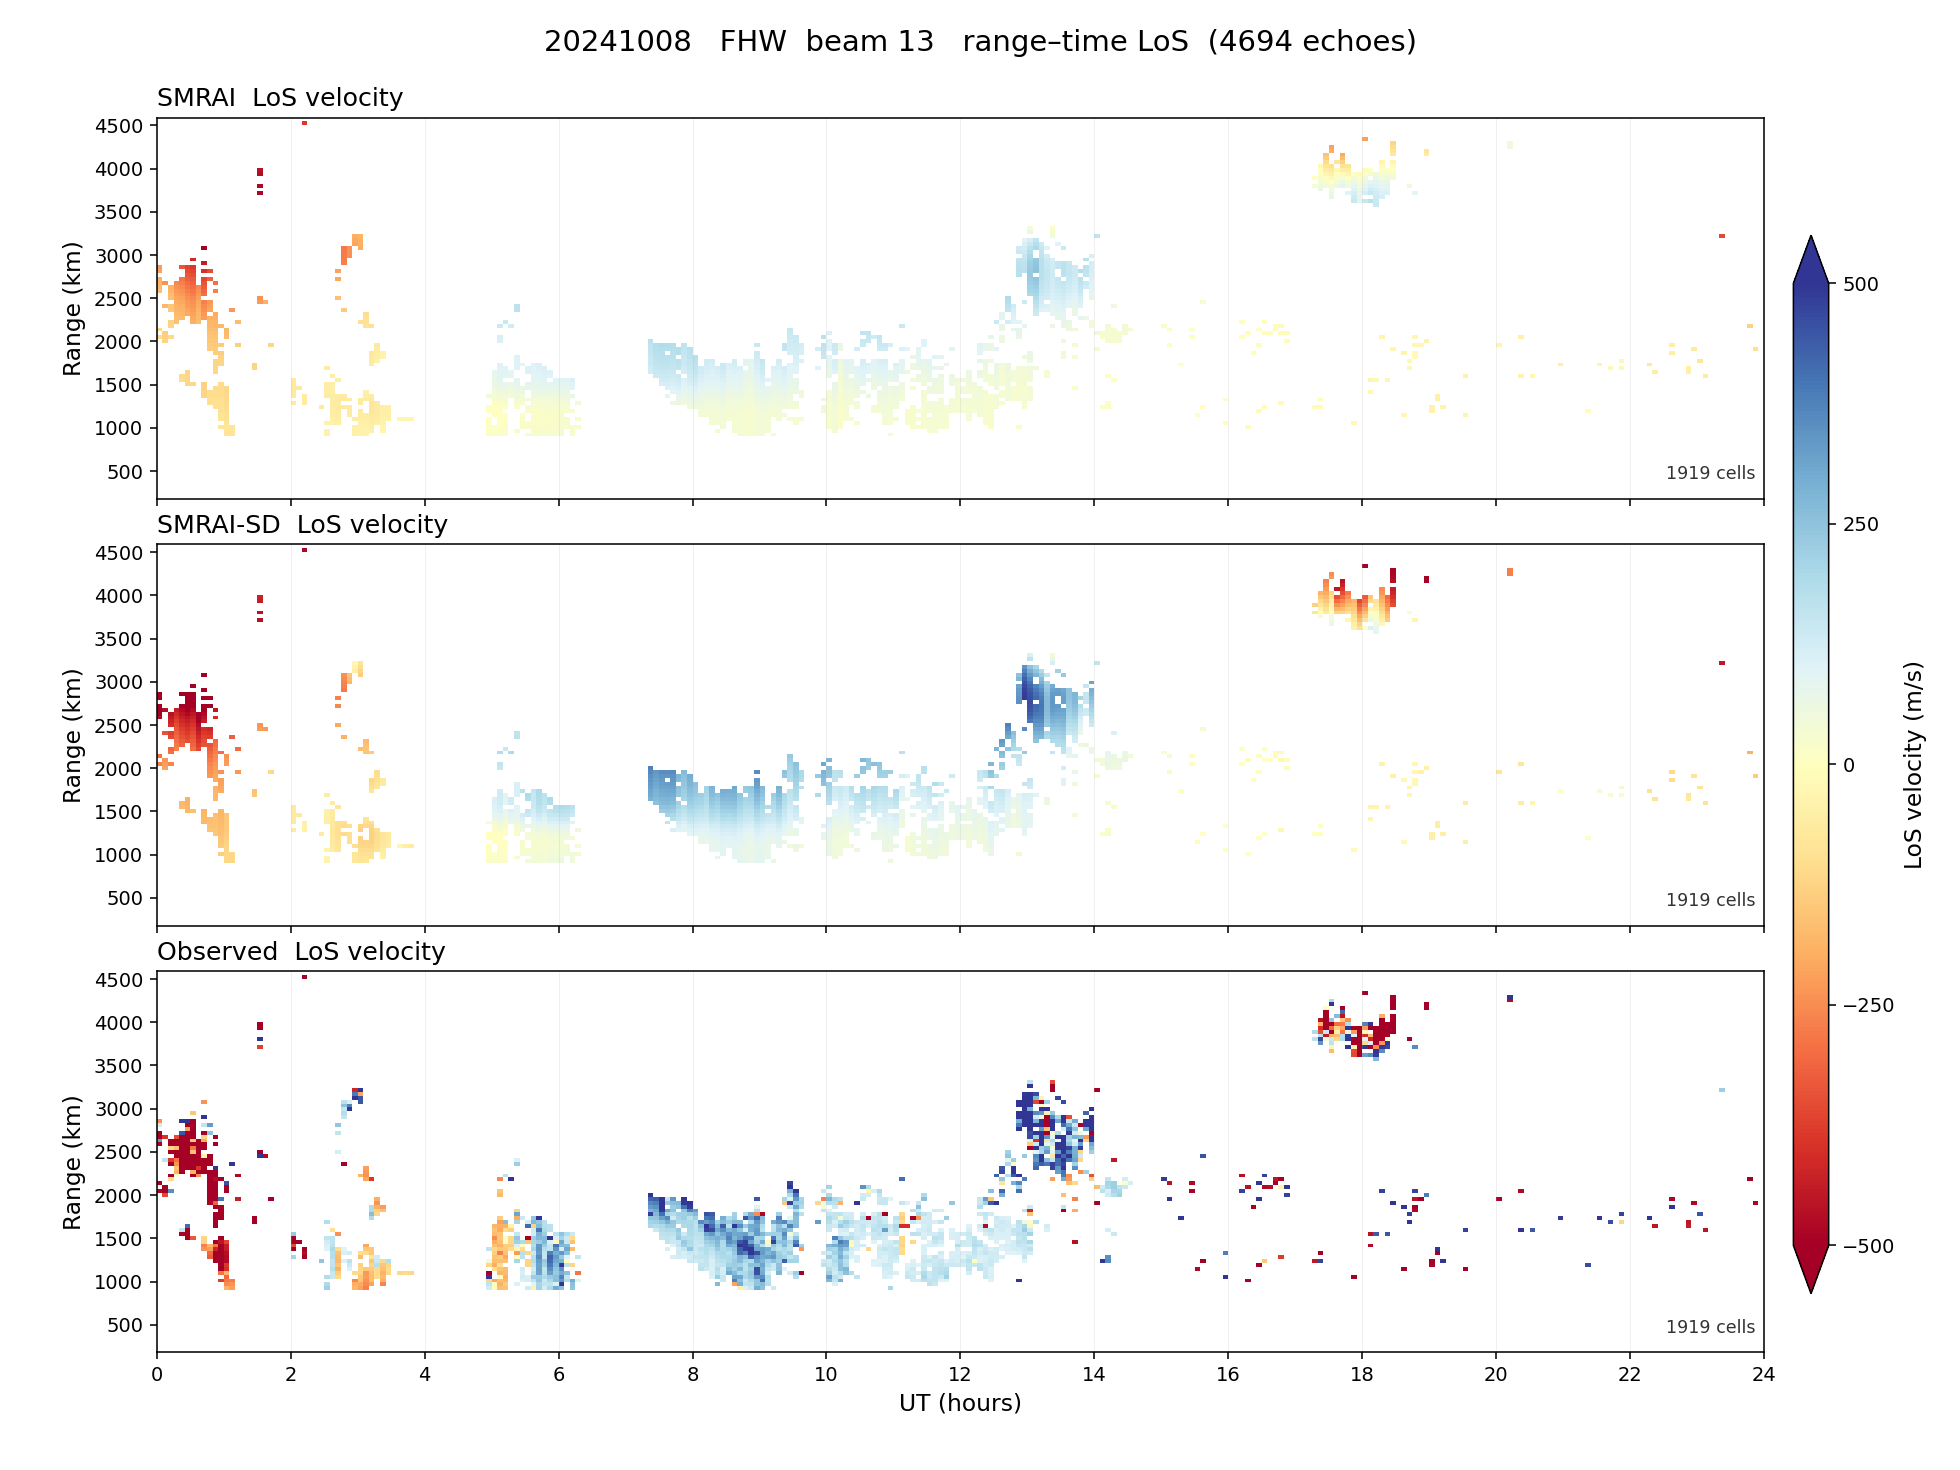 20241008   FHW  beam 13   range–time LoS  (4694 echoes)
SMRAI  LoS velocity
4500
4000
3500
3000
2500
2000
1500
1000
500
Range (km)
1919 cells
SMRAI-SD  LoS velocity
4500
4000
3500
3000
2500
2000
1500
1000
500
Range (km)
1919 cells
Observed  LoS velocity
4500
4000
3500
3000
2500
2000
1500
1000
500
Range (km)
1919 cells
0 2 4 6 8 10 12 14 16 18 20 22 24
UT (hours)
500
250
0
−250
−500
LoS velocity (m/s)